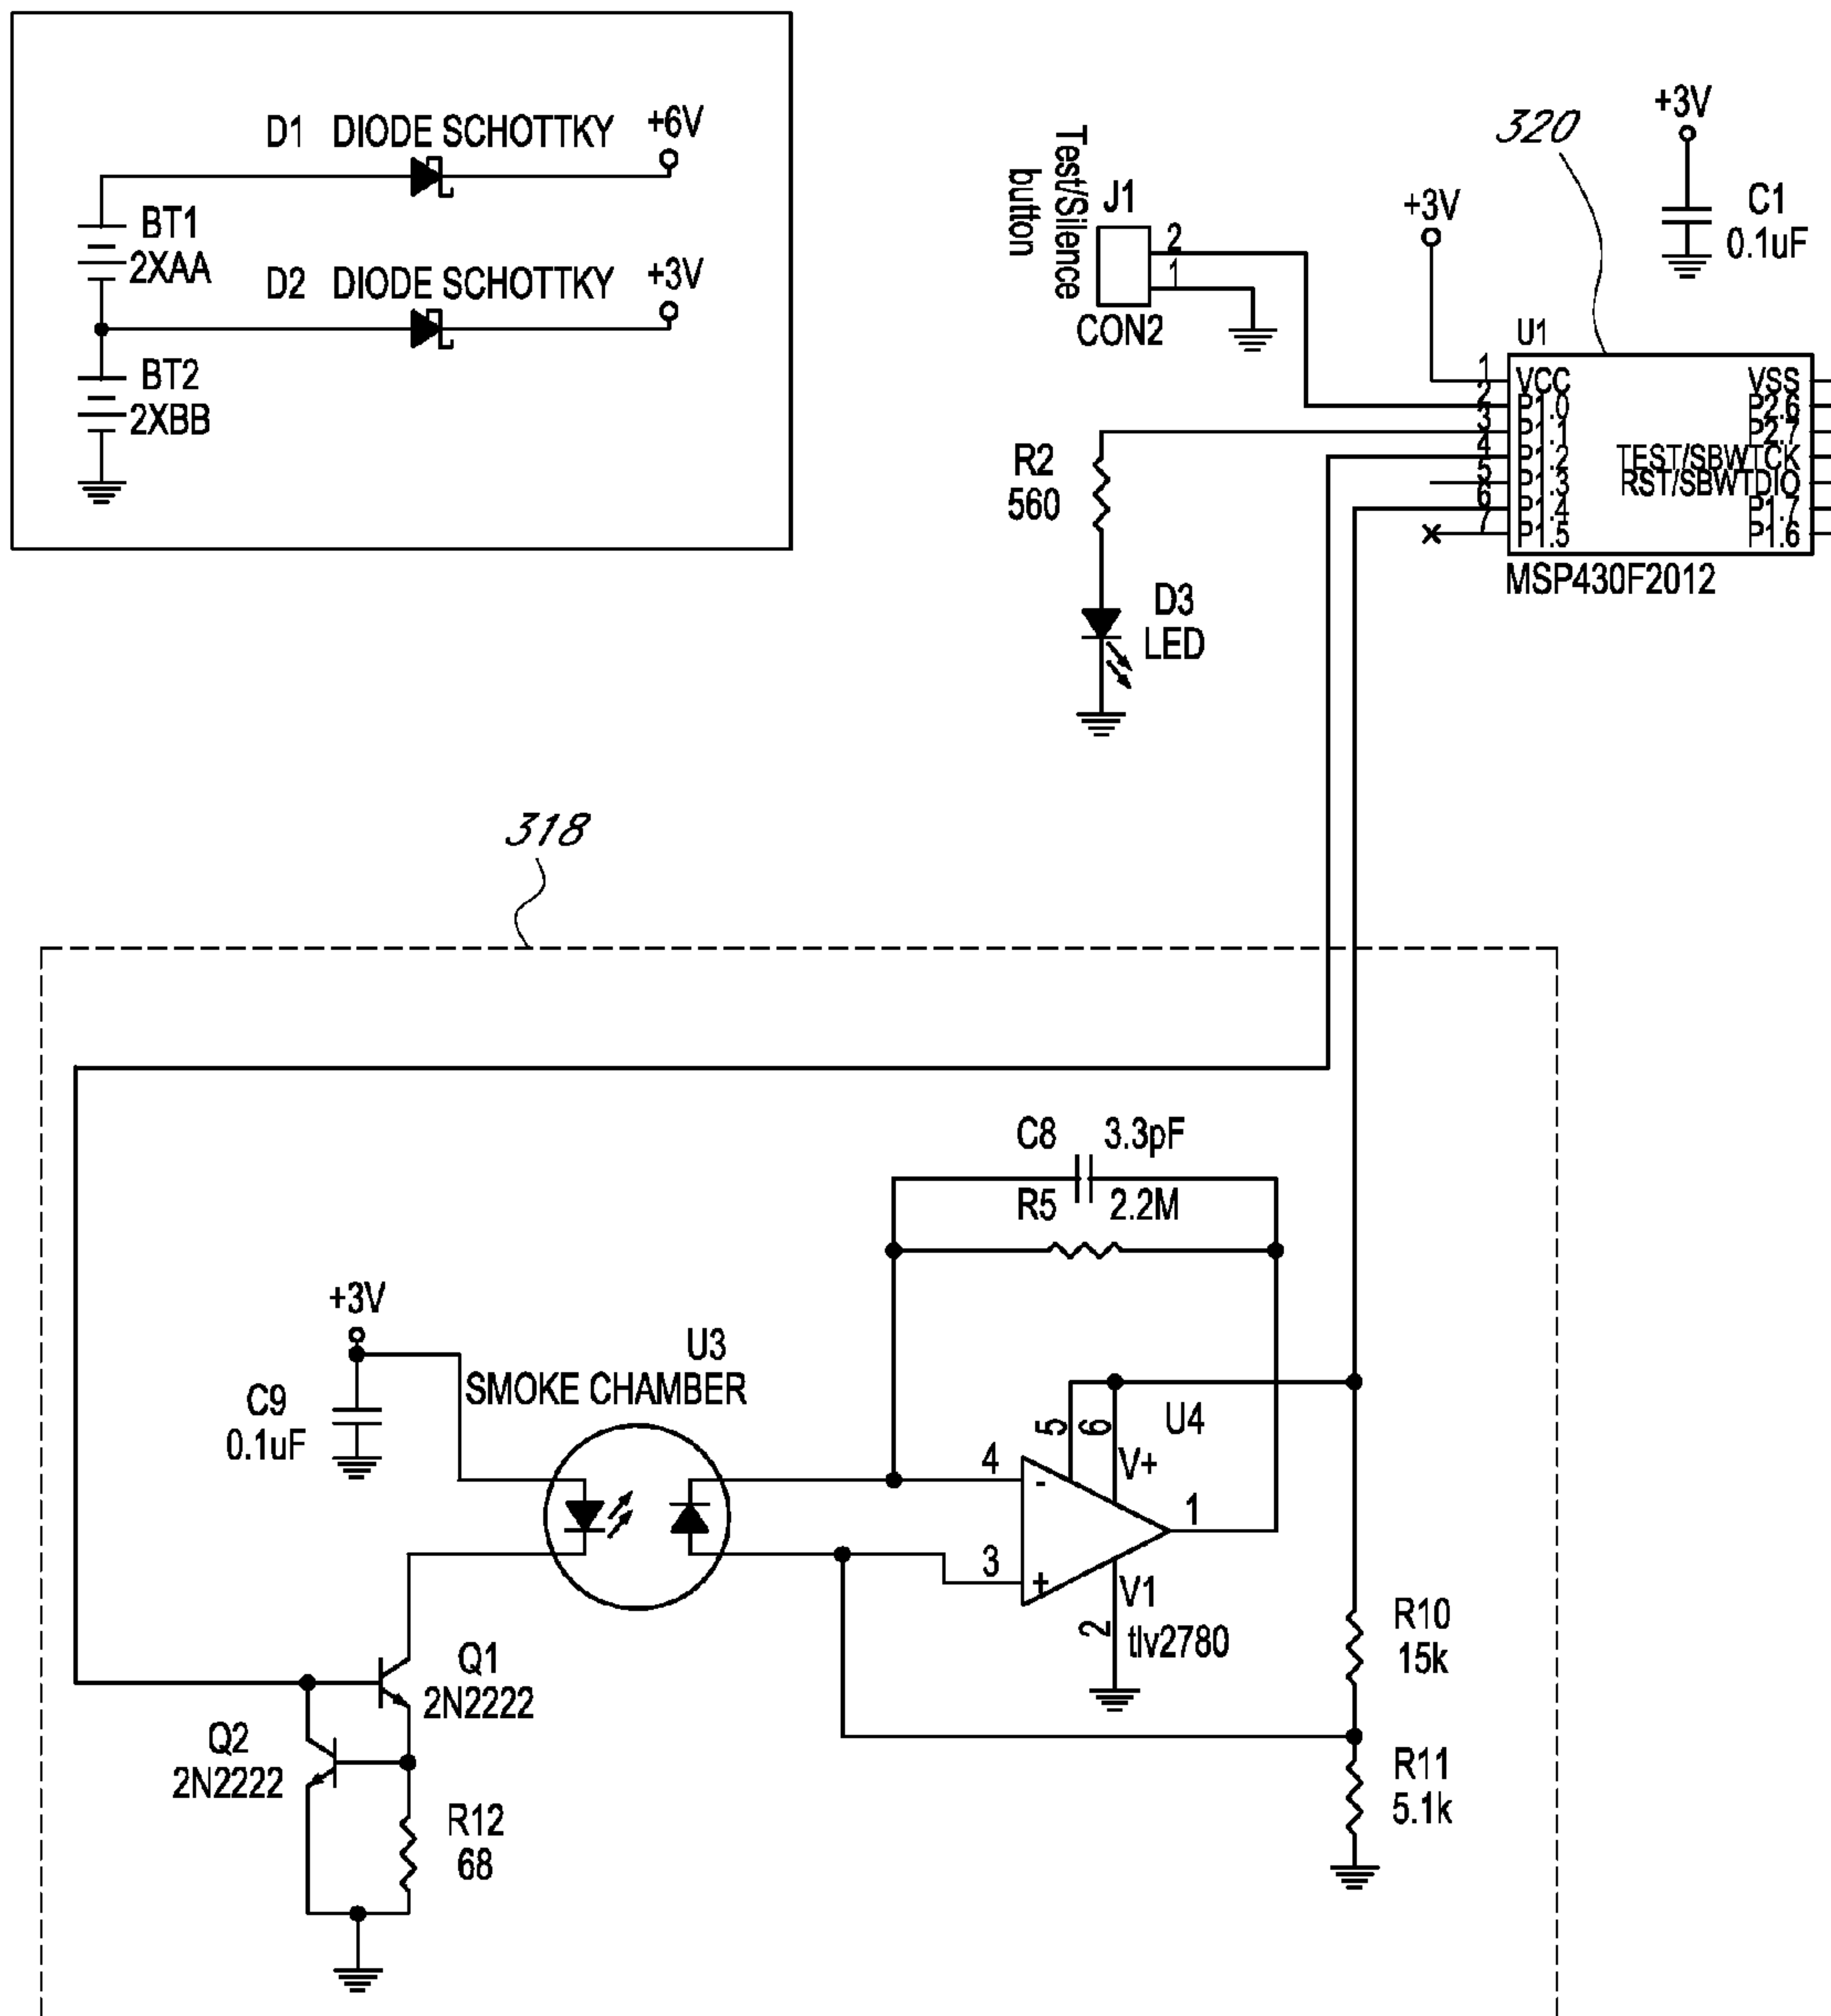 D1 DIODE SCHOTTKY +6V
BT1
2XAA
D2 DIODE SCHOTTKY +3V
BT2
2XBB
Test/Silence
button
J1
2
1
CON2
320
+3V
+3V
C1
0.1uF
U1
1 VCC VSS
2 P1.0 P2.6
3 P1.1 P2.7
4 P1.2 TEST/SBWTCK
5 P1.3 RST/SBWTDIO
6 P1.4 P1.7
7 P1.5 P1.6
MSP430F2012
R2
560
D3
LED
318
C8 3.3pF
R5 2.2M
+3V
C9
0.1uF
U3
SMOKE CHAMBER
5
6
U4
V+
4
-
1
3
+
V1
2
tlv2780
R10
15k
R11
5.1k
Q1
2N2222
Q2
2N2222
R12
68